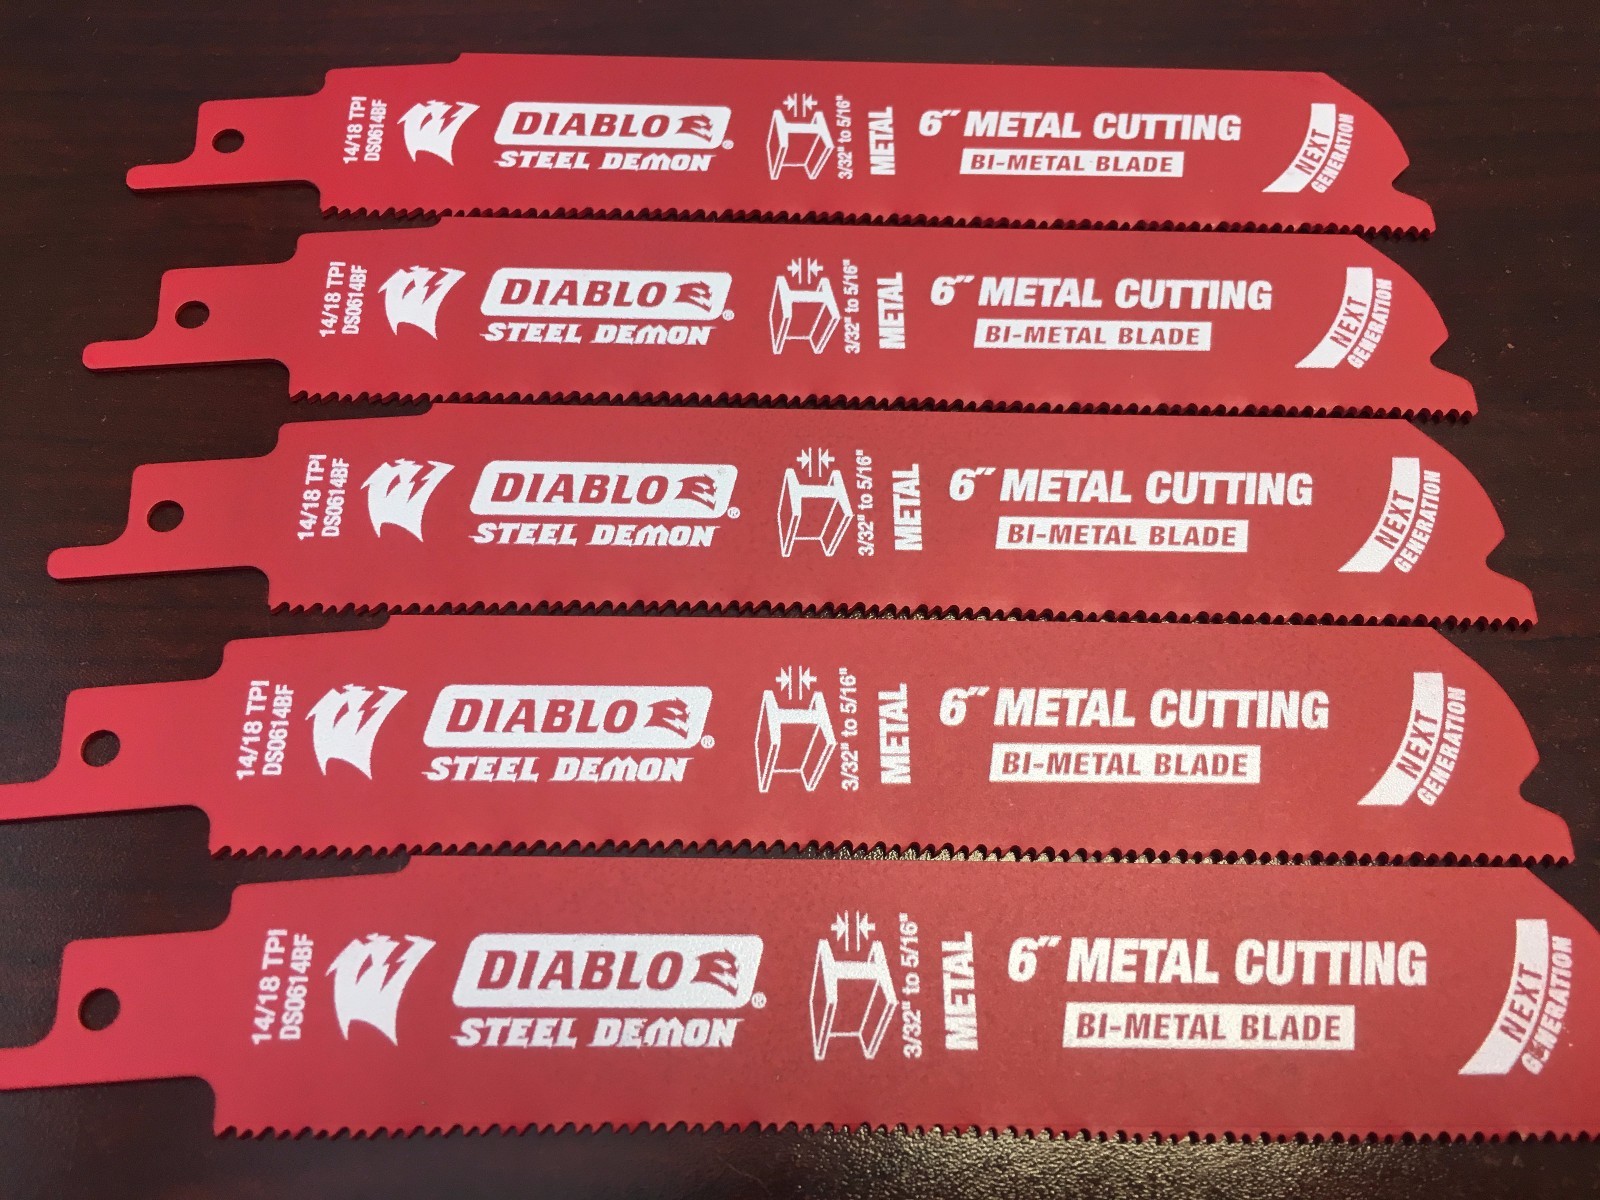 14/18 TPI
DS0614BF
DIABLO
®
STEEL DEMON
3/32" to 5/16"
METAL
6" METAL CUTTING
BI-METAL BLADE
NEXT
GENERATION
14/18 TPI
DS0614BF
DIABLO
®
STEEL DEMON
3/32" to 5/16"
METAL
6" METAL CUTTING
BI-METAL BLADE
NEXT
GENERATION
14/18 TPI
DS0614BF
DIABLO
®
STEEL DEMON
3/32" to 5/16"
METAL
6" METAL CUTTING
BI-METAL BLADE
NEXT
GENERATION
14/18 TPI
DS0614BF
DIABLO
®
STEEL DEMON
3/32" to 5/16"
METAL
6" METAL CUTTING
BI-METAL BLADE
NEXT
GENERATION
14/18 TPI
DS0614BF
DIABLO
®
STEEL DEMON
3/32" to 5/16"
METAL
6" METAL CUTTING
BI-METAL BLADE
NEXT
GENERATION